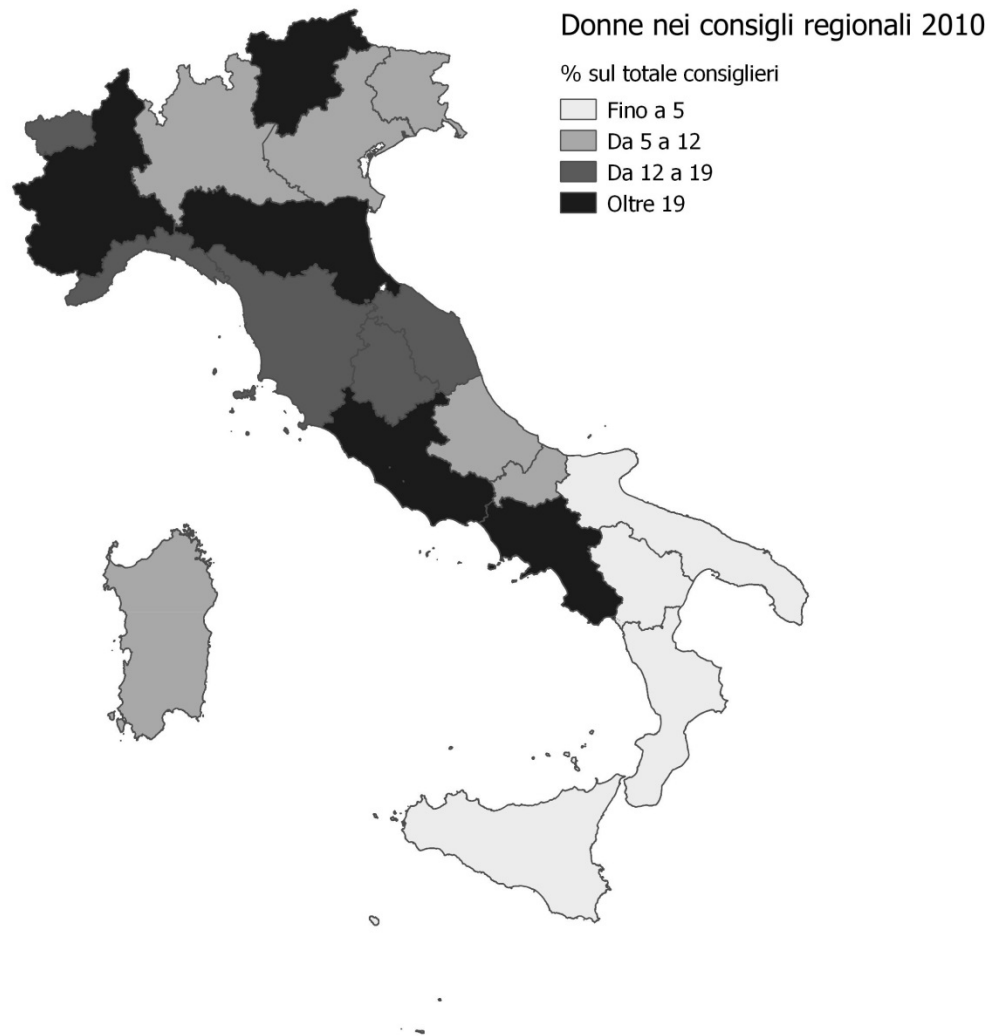 Donne nei consigli regionali 2010
% sul totale consiglieri
Fino a 5
Da 5 a 12
Da 12 a 19
Oltre 19